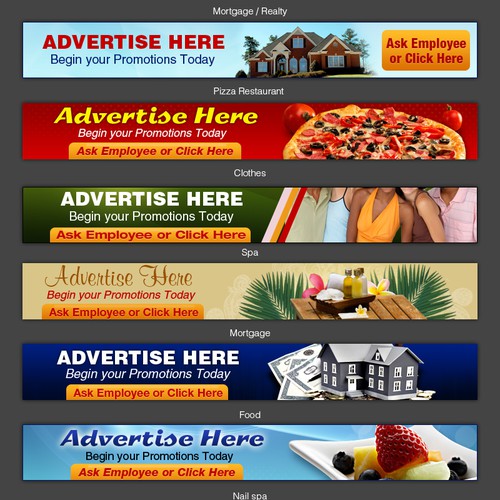 Mortgage / Realty
ADVERTISE HERE
Begin your Promotions Today
Ask Employee
or Click Here
Pizza Restaurant
Advertise Here
Begin your Promotions Today
Ask Employee or Click Here
Clothes
ADVERTISE HERE
Begin your Promotions Today
Ask Employee or Click Here
Spa
Advertise Here
Begin your Promotions Today
Ask Employee or Click Here
Mortgage
ADVERTISE HERE
Begin your Promotions Today
Ask Employee or Click Here
Food
Advertise Here
Begin your Promotions Today
Ask Employee or Click Here
Nail spa